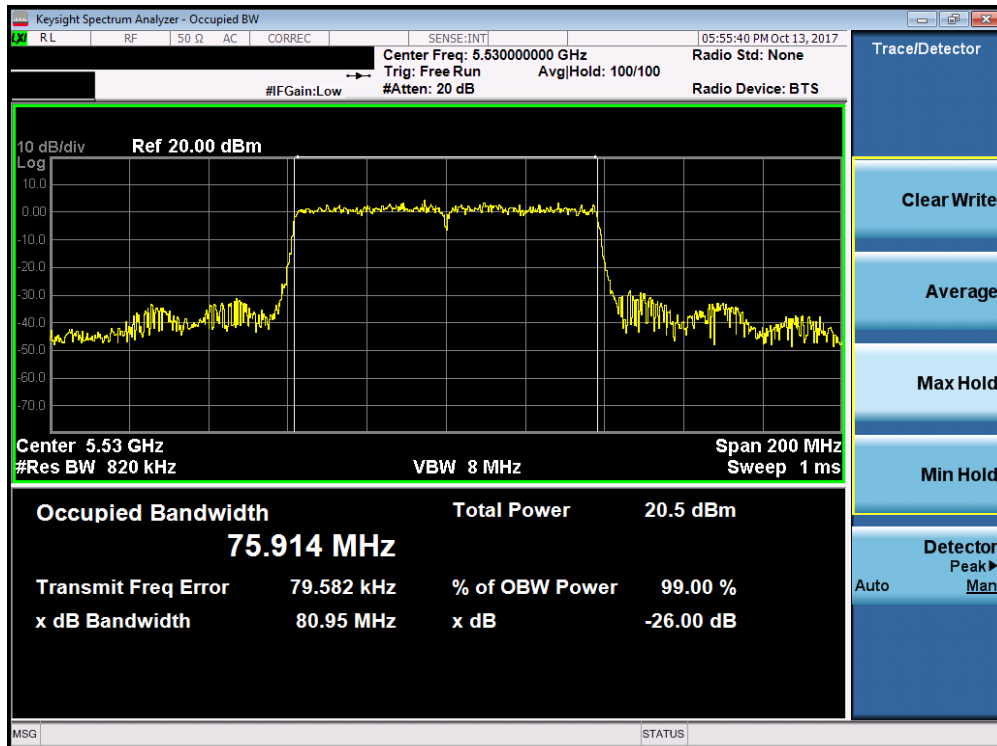 Keysight Spectrum Analyzer - Occupied BW
LXI RL RF 50 Ω AC CORREC SENSE:INT 05:55:40 PM Oct 13, 2017
Center Freq: 5.530000000 GHz Radio Std: None
Trig: Free Run Avg|Hold: 100/100
#IFGain:Low #Atten: 20 dB Radio Device: BTS
Trace/Detector
10 dB/div Ref 20.00 dBm
Log
10.0
0.00
-10.0
-20.0
-30.0
-40.0
-50.0
-60.0
-70.0
Center 5.53 GHz Span 200 MHz
#Res BW 820 kHz VBW 8 MHz Sweep 1 ms
Occupied Bandwidth Total Power 20.5 dBm
75.914 MHz
Transmit Freq Error 79.582 kHz % of OBW Power 99.00 %
x dB Bandwidth 80.95 MHz x dB -26.00 dB
Clear Write
Average
Max Hold
Min Hold
Detector
Peak▶
Auto Man
MSG STATUS